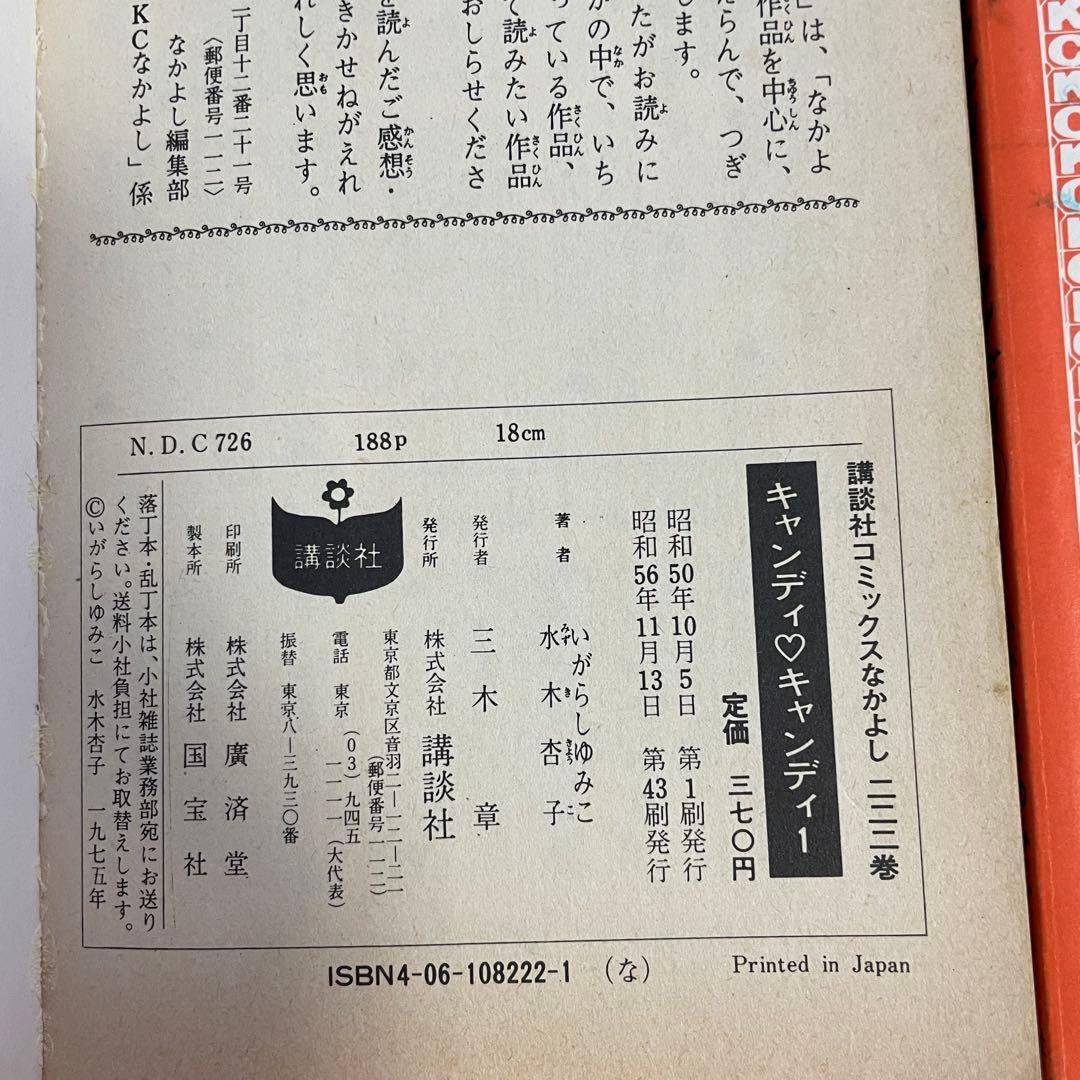 」は、「なかよ
作品を中心に、
たらんで、つぎ
します。
たがお読みに
かの中で、いち
っている作品、
て読みたい作品
おしらせくださ
を読んだご感想・
きかせねがえれ
れしく思います。
二丁目十二番二十一号
〈郵便番号一一二〉
なかよし編集部
KCなかよし」係
N.D.C 726 188p 18cm
講談社コミックスなかよし 二二二巻
キャンディ♡キャンディ1
定価 三七〇円
昭和50年10月5日 第1刷発行
昭和56年11月13日 第43刷発行
著者 いがらしゆみこ
水木杏子
発行者 三木章
発行所 株式会社 講談社
東京都文京区音羽二―一二―二一
(郵便番号一一二)
電話 東京(03)九四五
一一一一(大代表)
振替 東京八―三九三〇番
講談社
印刷所 株式会社 廣済堂
製本所 株式会社 国宝社
落丁本・乱丁本は、小社雑誌業務部宛にお送り
ください。送料小社負担にてお取替えします。
©いがらしゆみこ 水木杏子 一九七五年
ISBN4-06-108222-1 (な)
Printed in Japan